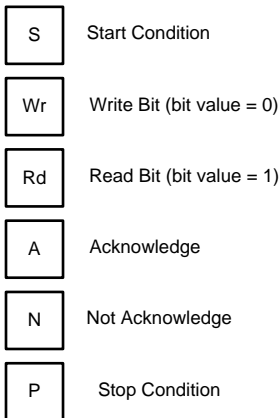 S Start Condition
Wr Write Bit (bit value = 0)
Rd Read Bit (bit value = 1)
A Acknowledge
N Not Acknowledge
P Stop Condition